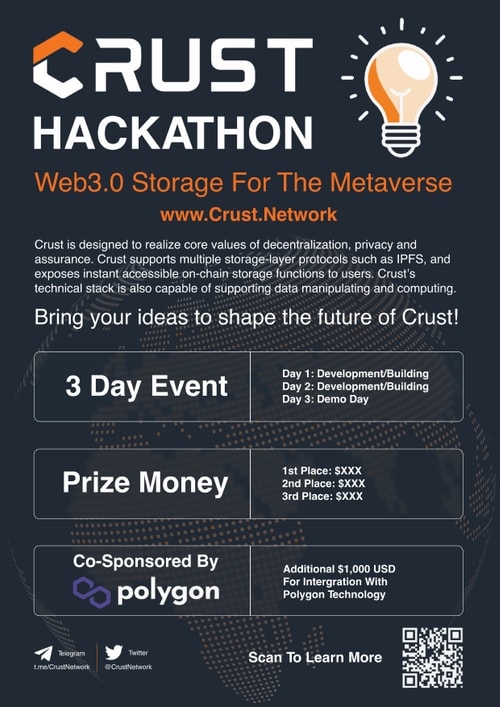 CRUST
HACKATHON
Web3.0 Storage For The Metaverse
www.Crust.Network
Crust is designed to realize core values of decentralization, privacy and
assurance. Crust supports multiple storage-layer protocols such as IPFS, and
exposes instant accessible on-chain storage functions to users. Crust's
technical stack is also capable of supporting data manipulating and computing.
Bring your ideas to shape the future of Crust!
3 Day Event
Day 1: Development/Building
Day 2: Development/Building
Day 3: Demo Day
Prize Money
1st Place: $XXX
2nd Place: $XXX
3rd Place: $XXX
Co-Sponsored By
polygon
Additional $1,000 USD
For Intergration With
Polygon Technology
Telegram
t.me/CrustNetwork
Twitter
@CrustNetwork
Scan To Learn More